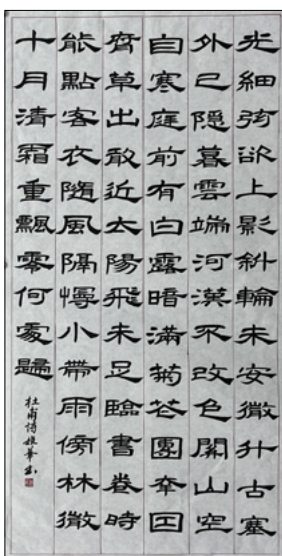 光細弦欲上影斜輪未安微升古塞
外已隱暮雲端河漢不改色關山空
自寒庭前有白露暗滿菊花團幸因
腐草出敢近太陽飛未足臨書卷時
能點客衣隨風隔幔小帶雨傍林微
十月清霜重飄零何處歸
杜甫詩